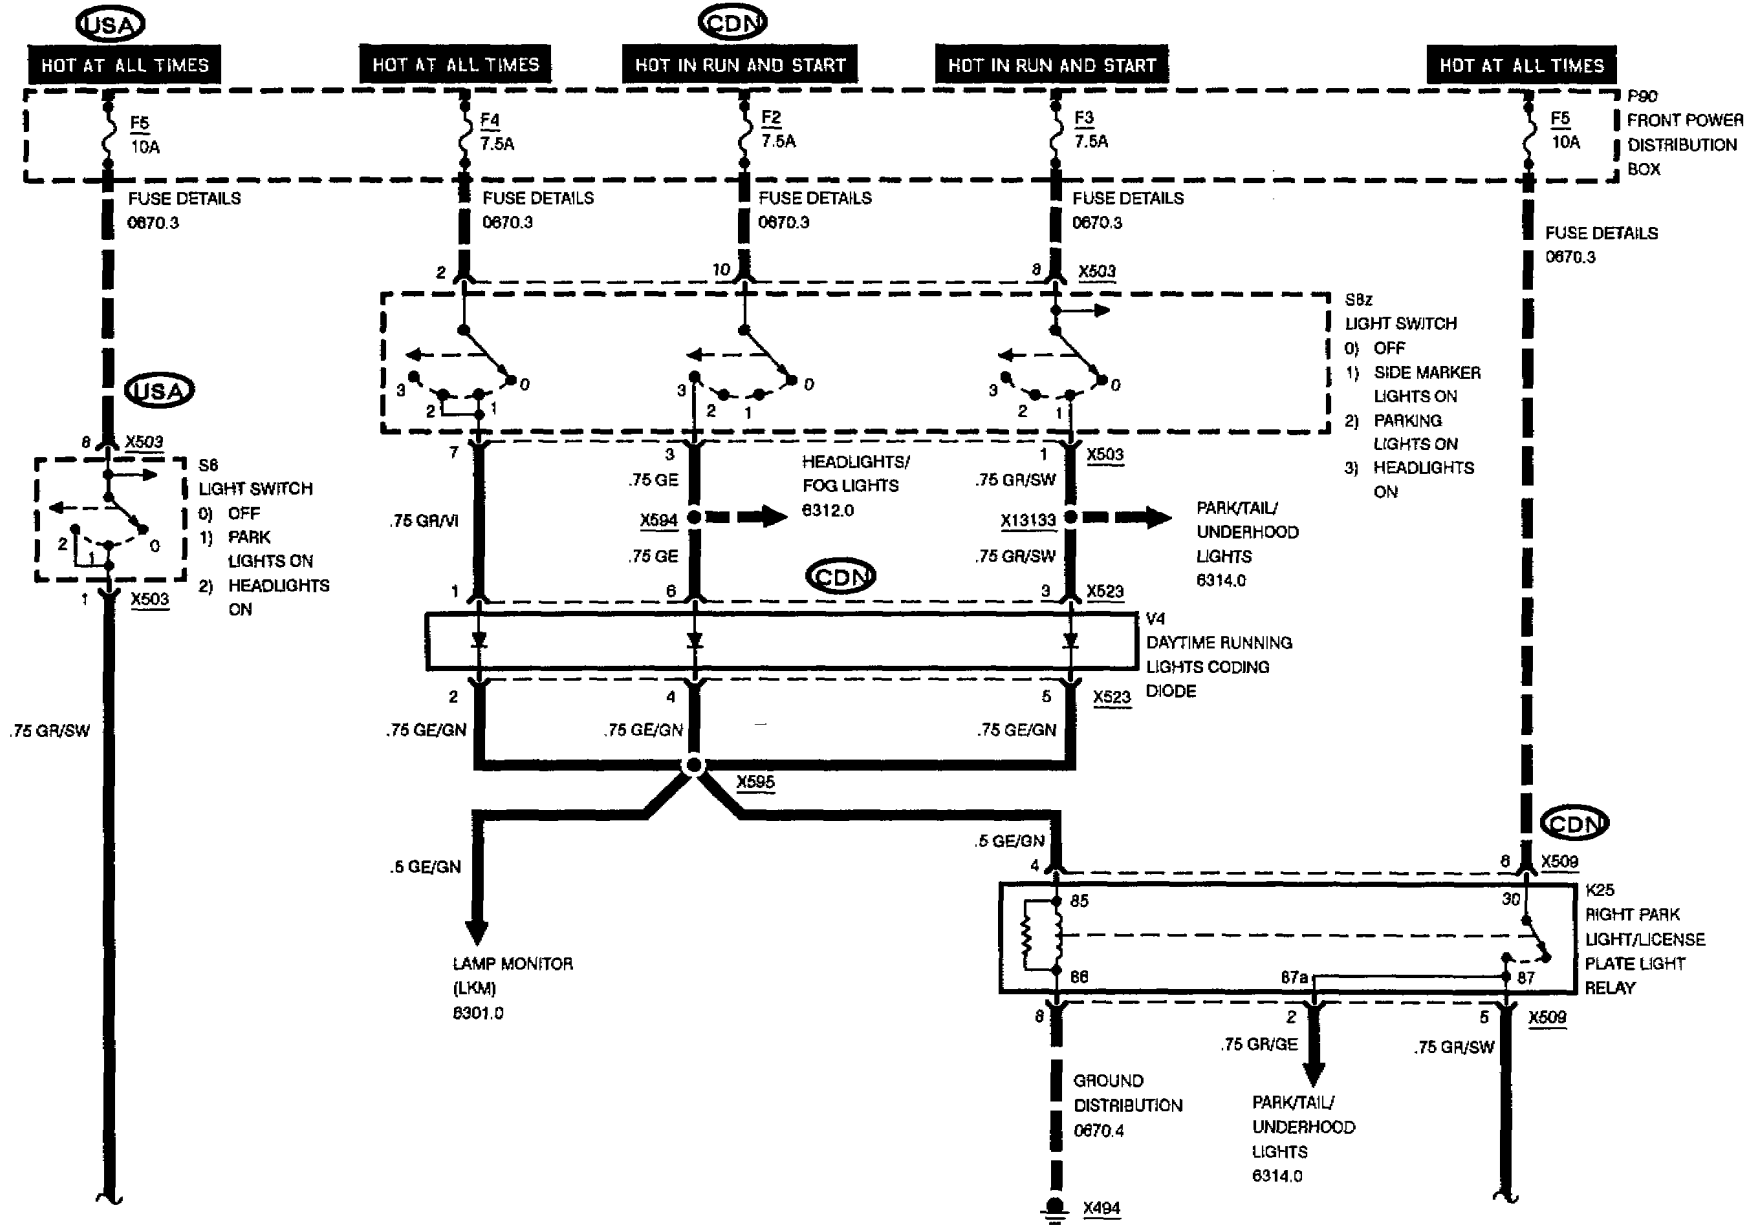 USA
CDN
HOT AT ALL TIMES
HOT AT ALL TIMES
HOT IN RUN AND START
HOT IN RUN AND START
HOT AT ALL TIMES
F5
10A
F4
7.5A
F2
7.5A
F3
7.5A
F5
10A
P90
FRONT POWER
DISTRIBUTION
BOX
FUSE DETAILS
0670.3
FUSE DETAILS
0670.3
FUSE DETAILS
0670.3
FUSE DETAILS
0670.3
FUSE DETAILS
0670.3
2
10
8
X503
S8z
LIGHT SWITCH
0) OFF
1) SIDE MARKER
LIGHTS ON
2) PARKING
LIGHTS ON
3) HEADLIGHTS
ON
3
2
1
0
3
2
1
0
3
2
1
0
USA
8
X503
S8
LIGHT SWITCH
0) OFF
1) PARK
LIGHTS ON
2) HEADLIGHTS
ON
2
1
0
1
X503
7
3
1
X503
.75 GE
HEADLIGHTS/
FOG LIGHTS
6312.0
.75 GR/SW
.75 GR/VI
X594
X13133
PARK/TAIL/
UNDERHOOD
LIGHTS
6314.0
.75 GE
.75 GR/SW
CDN
1
6
3
X523
V4
DAYTIME RUNNING
LIGHTS CODING
DIODE
2
4
5
X523
.75 GR/SW
.75 GE/GN
.75 GE/GN
.75 GE/GN
X595
.5 GE/GN
.5 GE/GN
CDN
4
6
X509
K25
RIGHT PARK
LIGHT/LICENSE
PLATE LIGHT
RELAY
85
30
86
87a
87
LAMP MONITOR
(LKM)
6301.0
8
2
5
X509
.75 GR/GE
.75 GR/SW
GROUND
DISTRIBUTION
0670.4
PARK/TAIL/
UNDERHOOD
LIGHTS
6314.0
X494